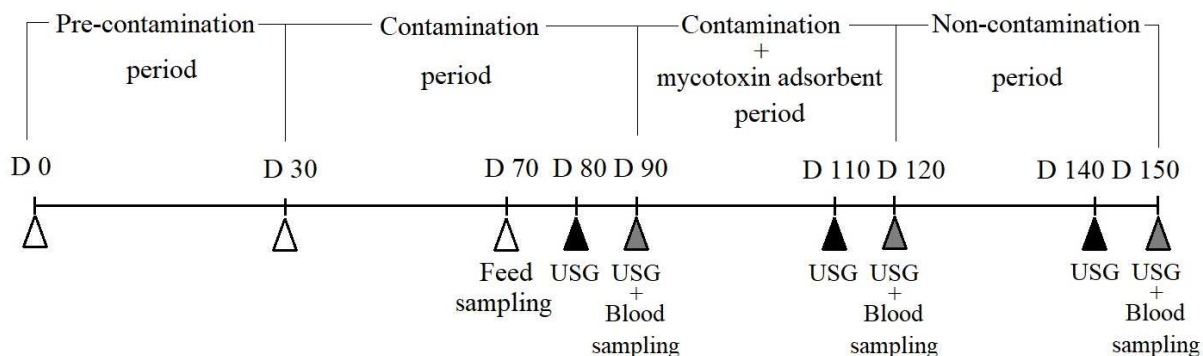 Pre-contamination
period
Contamination
period
Contamination
+
mycotoxin adsorbent
period
Non-contamination
period
D 0
D 30
D 70
D 80
D 90
D 110
D 120
D 140
D 150
Feed
sampling
USG
USG
+
Blood
sampling
USG
USG
+
Blood
sampling
USG
USG
+
Blood
sampling